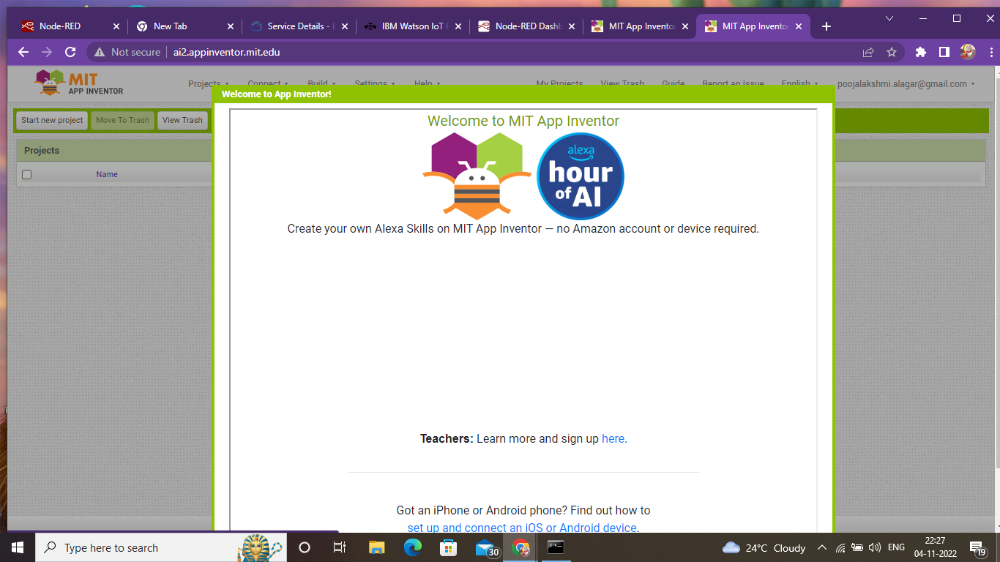 Node-RED
New Tab
Service Details - I
IBM Watson IoT P
Node-RED Dashb
MIT App Invento
MIT App Invento
Not secure
ai2.appinventor.mit.edu
MIT
APP INVENTOR
Projects
Connect
Build
Settings
Help
My Projects
View Trash
Guide
Report an Issue
English
poojalakshmi.alagar@gmail.com
Welcome to App Inventor!
Start new project
Move To Trash
View Trash
Projects
Name
Welcome to MIT App Inventor
alexa
hour
of AI
Create your own Alexa Skills on MIT App Inventor — no Amazon account or device required.
Teachers: Learn more and sign up here.
Got an iPhone or Android phone? Find out how to
set up and connect an iOS or Android device.
Type here to search
30
24°C Cloudy
ENG
22:27
04-11-2022
19